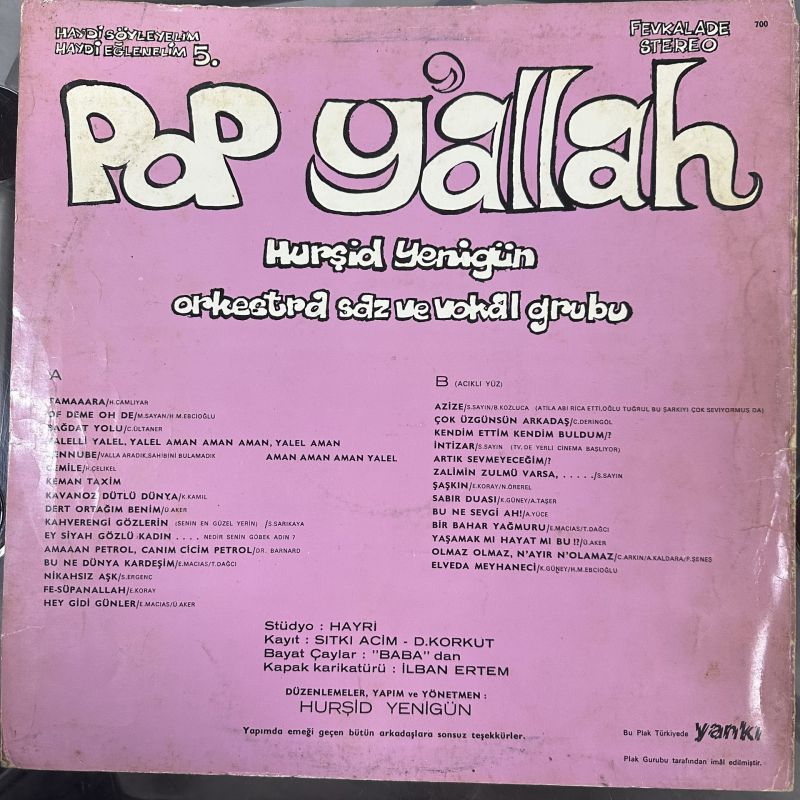 HAYDİ SÖYLEYELİM
HAYDİ EĞLENELİM 5.
FEVKALADE
STEREO
700
POP y'allah
Hurşid Yenigün
orkestra saz ve vokal grubu
A
TAMAAARA/H.ÇAMLIYAR
OF DEME OH DE/M.SAYAN/H.M.EBCİOĞLU
BAĞDAT YOLU/C.ÜLTANER
YALELLİ YALEL, YALEL AMAN AMAN AMAN, YALEL AMAN
ZENNUBE/VALLA ARADIK,SAHİBİNİ BULAMADIK AMAN AMAN AMAN YALEL
CEMİLE/H.ÇELİKEL
KEMAN TAXİM
KAVANOZ DÜTLÜ DÜNYA/K.KAMİL
DERT ORTAĞIM BENİM/Ü.AKER
KAHVERENGİ GÖZLERİN (SENİN EN GÜZEL YERİN) /S.SARIKAYA
EY SİYAH GÖZLÜ KADIN . . . . NEDİR SENİN GÖBEK ADIN ?
AMAAAN PETROL, CANIM CİCİM PETROL/DR. BARNARD
BU NE DÜNYA KARDEŞİM/E.MACIAS/T.DAĞCI
NİKAHSIZ AŞK/S.ERGENÇ
FE-SÜPANALLAH/E.KORAY
HEY GİDİ GÜNLER/E.MACIAS/Ü.AKER
B (ACIKLI YÜZ)
AZİZE/S.SAYIN/B.KOZLUCA (ATİLA ABİ RİCA ETTİ,OĞLU TUĞRUL BU ŞARKIYI ÇOK SEVİYORMUŞ DA)
ÇOK ÜZGÜNSÜN ARKADAŞ/C.DERİNGÖL
KENDİM ETTİM KENDİM BULDUM/?
İNTİZAR/S.SAYIN (TV.DE YERLİ CİNEMA BAŞLIYOR)
ARTIK SEVMEYECEĞİM/?
ZALİMİN ZULMÜ VARSA, . . . . ./S.SAYIN
ŞAŞKIN/E.KORAY/N.ÖREREL
SABIR DUASI/K.GÜNEY/A.TAŞER
BU NE SEVGİ AH!/A.YÜCE
BİR BAHAR YAĞMURU/E.MACIAS/T.DAĞCI
YAŞAMAK MI HAYAT MI BU !?/Ü.AKER
OLMAZ OLMAZ, N'AYIR N'OLAMAZ/C.ARKIN/A.KALDARA/P.ŞENEŞ
ELVEDA MEYHANECİ/K.GÜNEY/H.M.EBCİOĞLU
Stüdyo : HAYRİ
Kayıt : SITKI ACİM - D.KORKUT
Bayat Çaylar : "BABA" dan
Kapak karikatürü : İLBAN ERTEM
DÜZENLEMELER, YAPIM ve YÖNETMEN :
HURŞİD YENİGÜN
Yapımda emeği geçen bütün arkadaşlara sonsuz teşekkürler.
Bu Plak Türkiyede yankı
Plak Gurubu tarafından imâl edilmiştir.